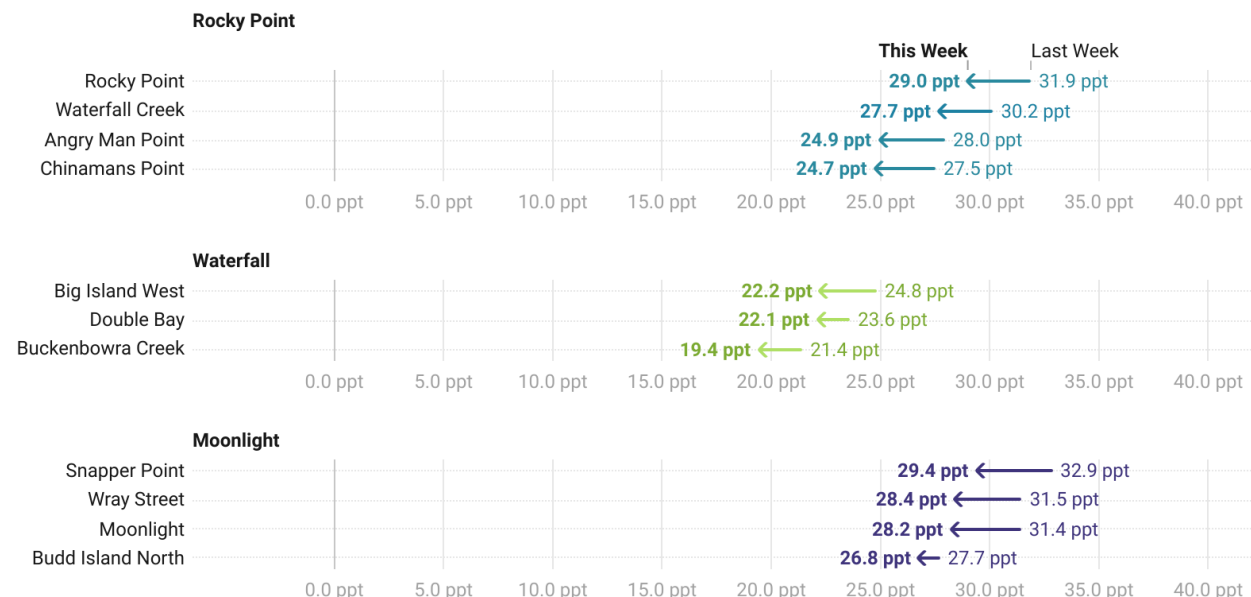 Rocky Point
This Week Last Week
Rocky Point 29.0 ppt 31.9 ppt
Waterfall Creek 27.7 ppt 30.2 ppt
Angry Man Point 24.9 ppt 28.0 ppt
Chinamans Point 24.7 ppt 27.5 ppt
0.0 ppt 5.0 ppt 10.0 ppt 15.0 ppt 20.0 ppt 25.0 ppt 30.0 ppt 35.0 ppt 40.0 ppt
Waterfall
Big Island West 22.2 ppt 24.8 ppt
Double Bay 22.1 ppt 23.6 ppt
Buckenbowra Creek 19.4 ppt 21.4 ppt
0.0 ppt 5.0 ppt 10.0 ppt 15.0 ppt 20.0 ppt 25.0 ppt 30.0 ppt 35.0 ppt 40.0 ppt
Moonlight
Snapper Point 29.4 ppt 32.9 ppt
Wray Street 28.4 ppt 31.5 ppt
Moonlight 28.2 ppt 31.4 ppt
Budd Island North 26.8 ppt 27.7 ppt
0.0 ppt 5.0 ppt 10.0 ppt 15.0 ppt 20.0 ppt 25.0 ppt 30.0 ppt 35.0 ppt 40.0 ppt